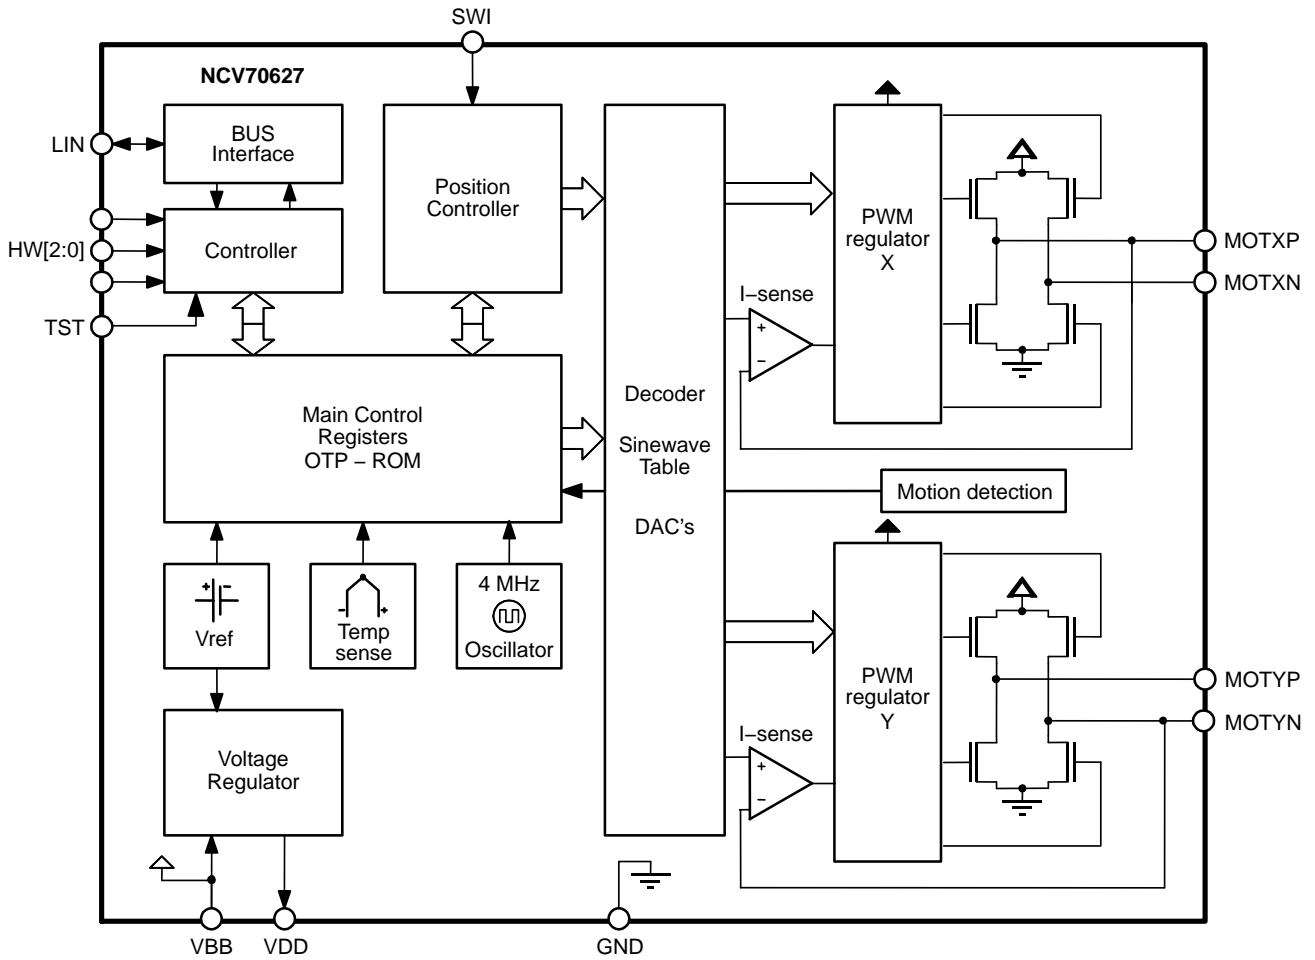 SWI
NCV70627
LIN
BUS
Interface
Position
Controller
HW[2:0]
Controller
TST
PWM
regulator
X
MOTXP
MOTXN
I–sense
+
–
Main Control
Registers
OTP – ROM
Decoder
Sinewave
Table
DAC's
Motion detection
+ –
Vref
– +
Temp
sense
4 MHz
Oscillator
PWM
regulator
Y
MOTYP
MOTYN
I–sense
+
–
Voltage
Regulator
VBB
VDD
GND